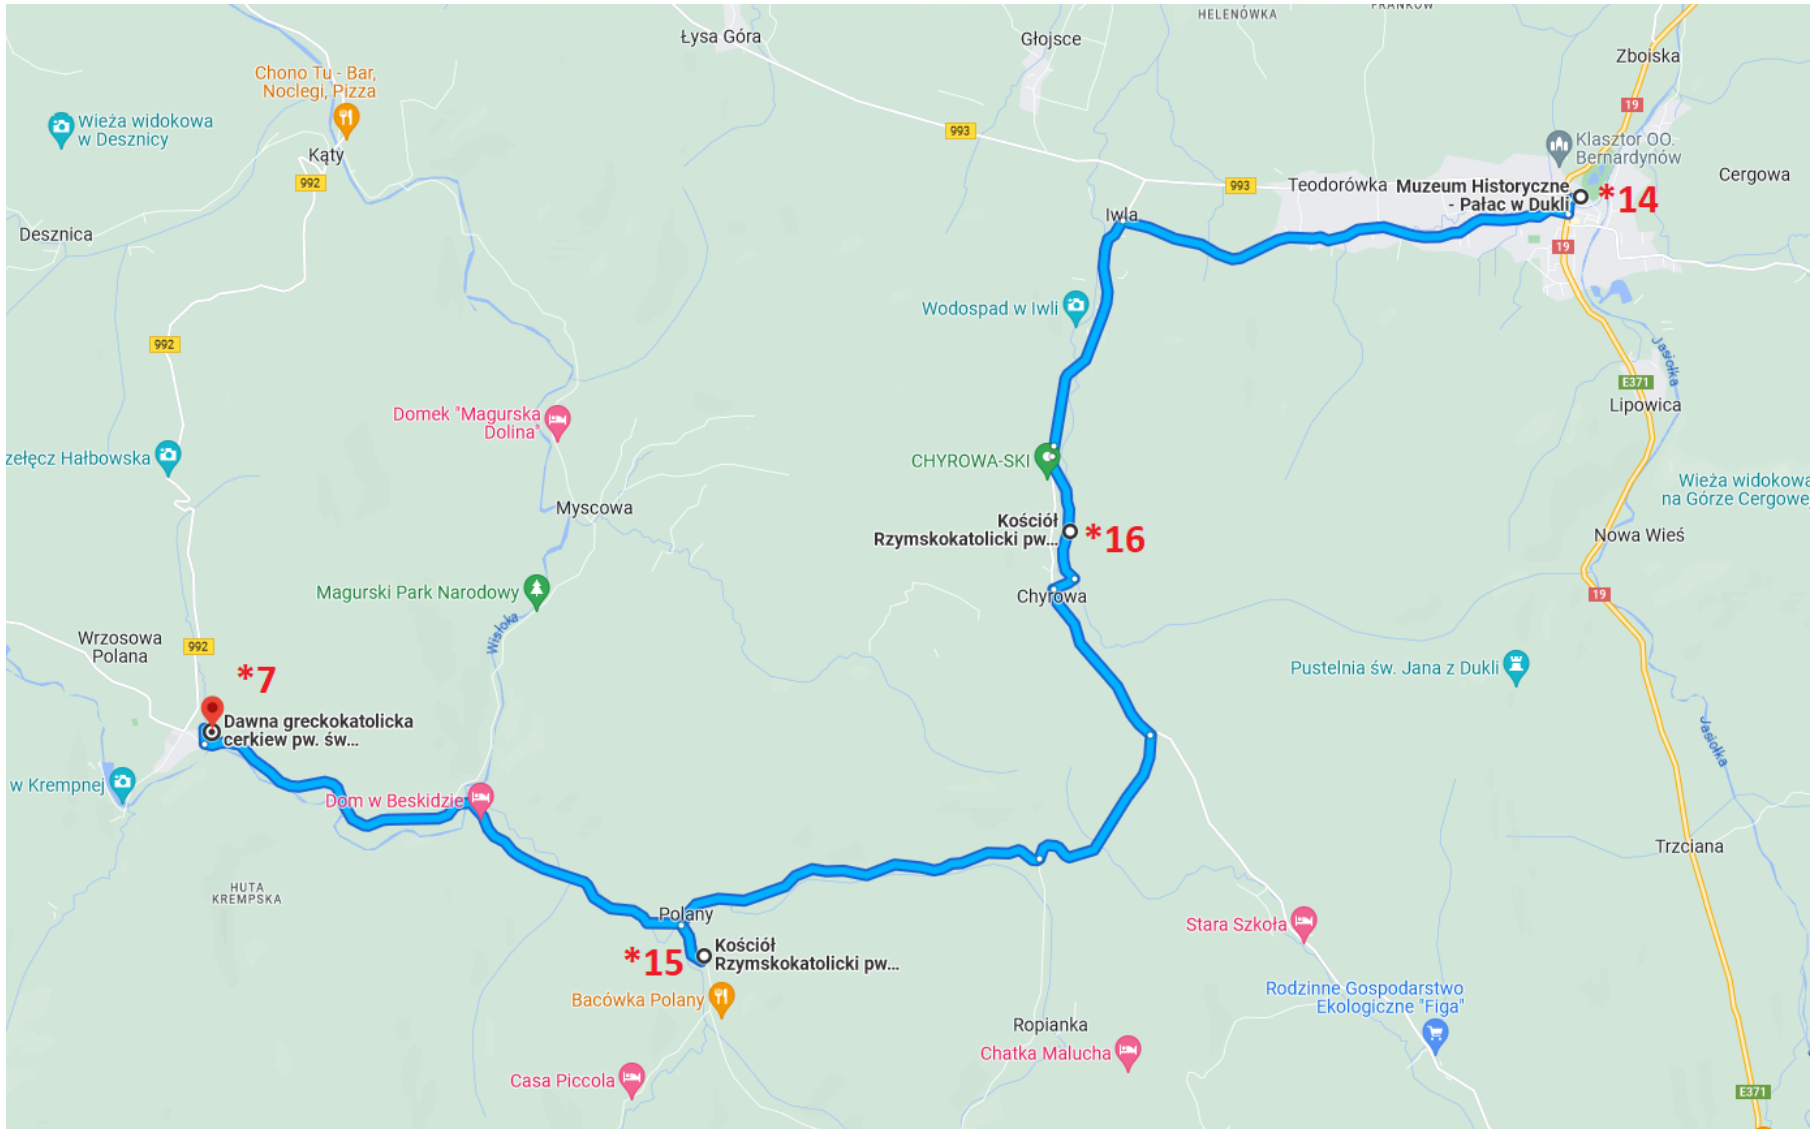 HELENÓWKA
FRANKÓW
Łysa Góra
Głojsce
Zboiska
Chono Tu - Bar,
Noclegi, Pizza
19
Wieża widokowa
w Desznicy
993
Kąty
Klasztor OO.
Bernardynów
992
993
Teodorówka
Muzeum Historyczne
- Pałac w Dukli
*14
Cergowa
Iwla
Desznica
19
Wodospad w Iwli
992
Jasiołka
E371
Lipowica
Domek "Magurska
Dolina"
zełęcz Hałbowska
CHYROWA-SKI
Wieża widokowa
na Górze Cergowej
Myscowa
Kościół
Rzymskokatolicki pw...
*16
Nowa Wieś
Magurski Park Narodowy
Chyrowa
19
Wisłoka
Wrzosowa
Polana
992
*7
Pustelnia św. Jana z Dukli
Dawna greckokatolicka
cerkiew pw. św...
Jasiołka
w Krempnej
Dom w Beskidzie
Trzciana
HUTA
KREMPSKA
Polany
Stara Szkoła
*15
Kościół
Rzymskokatolicki pw...
Bacówka Polany
Rodzinne Gospodarstwo
Ekologiczne "Figa"
Ropianka
Chatka Malucha
Casa Piccola
E371